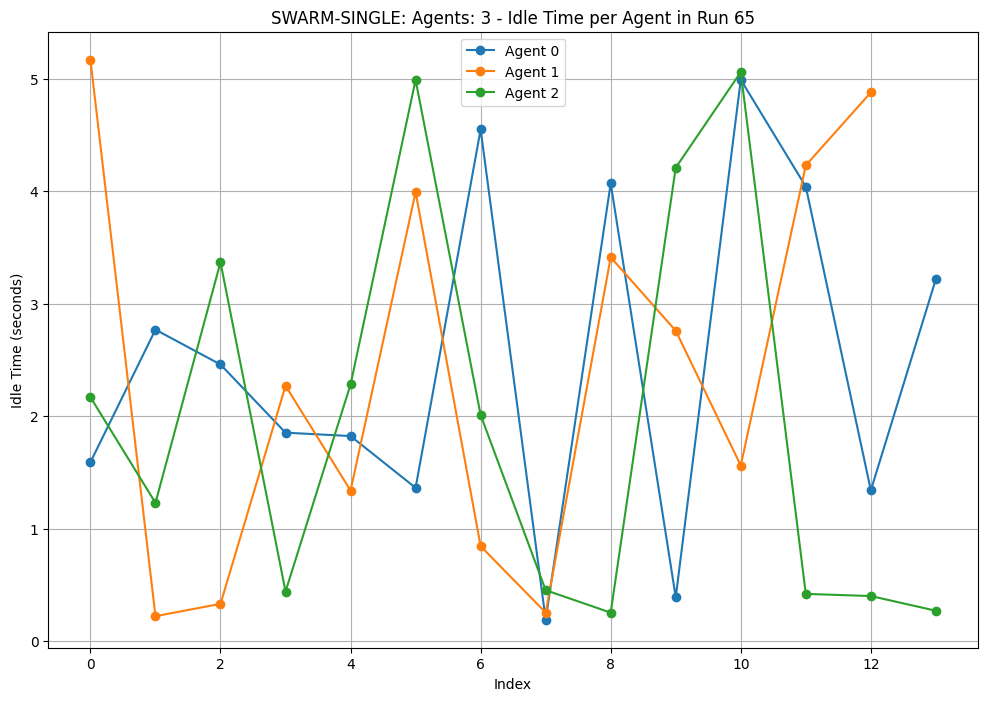 SWARM-SINGLE: Agents: 3 - Idle Time per Agent in Run 65
Agent 0
Agent 1
Agent 2
Idle Time (seconds)
5
4
3
2
1
0
0 2 4 6 8 10 12
Index